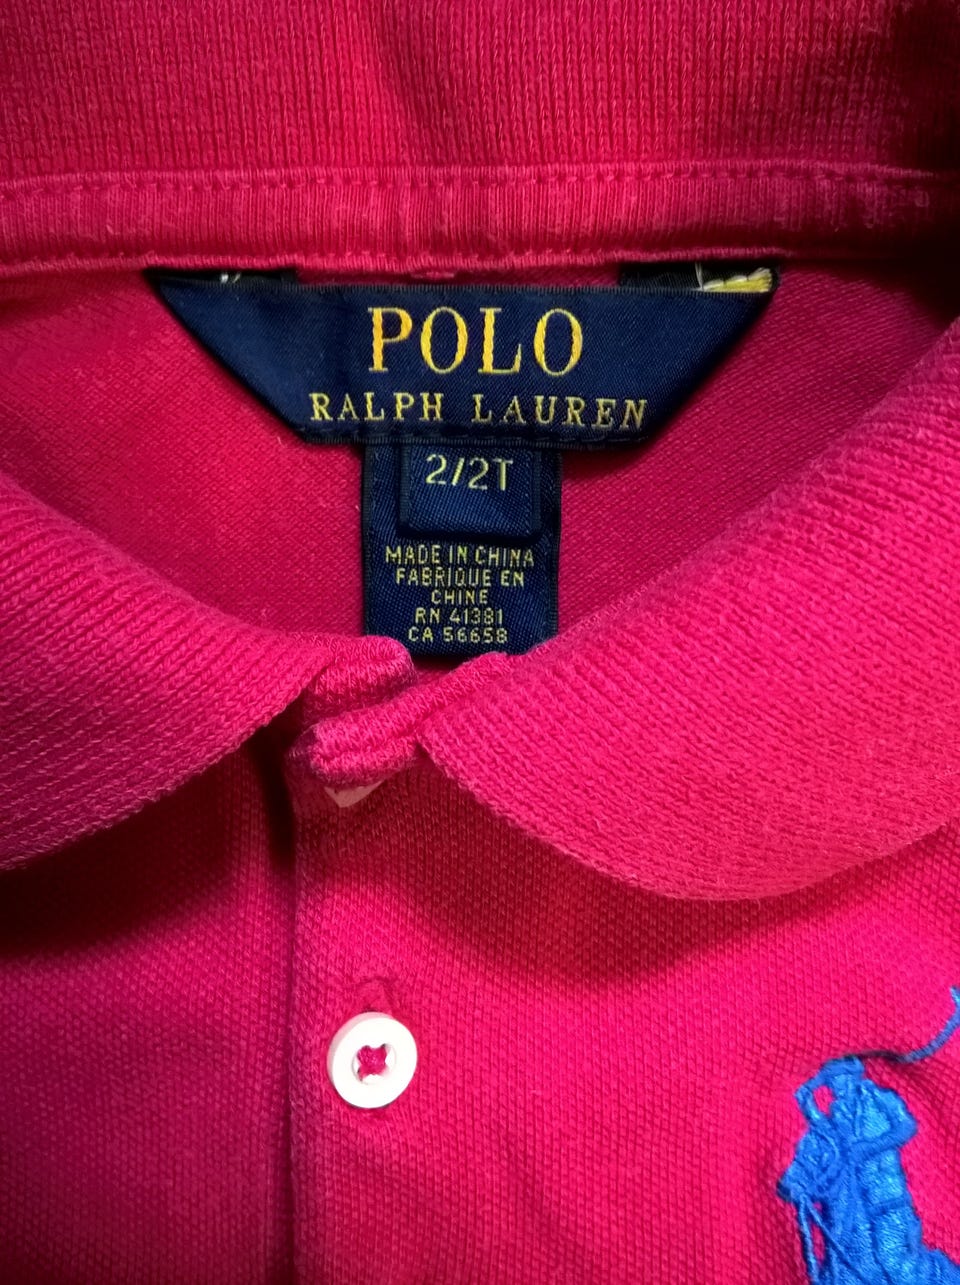 POLO
RALPH LAUREN
2/2T
MADE IN CHINA
FABRIQUE EN
CHINE
RN 41381
CA 56658